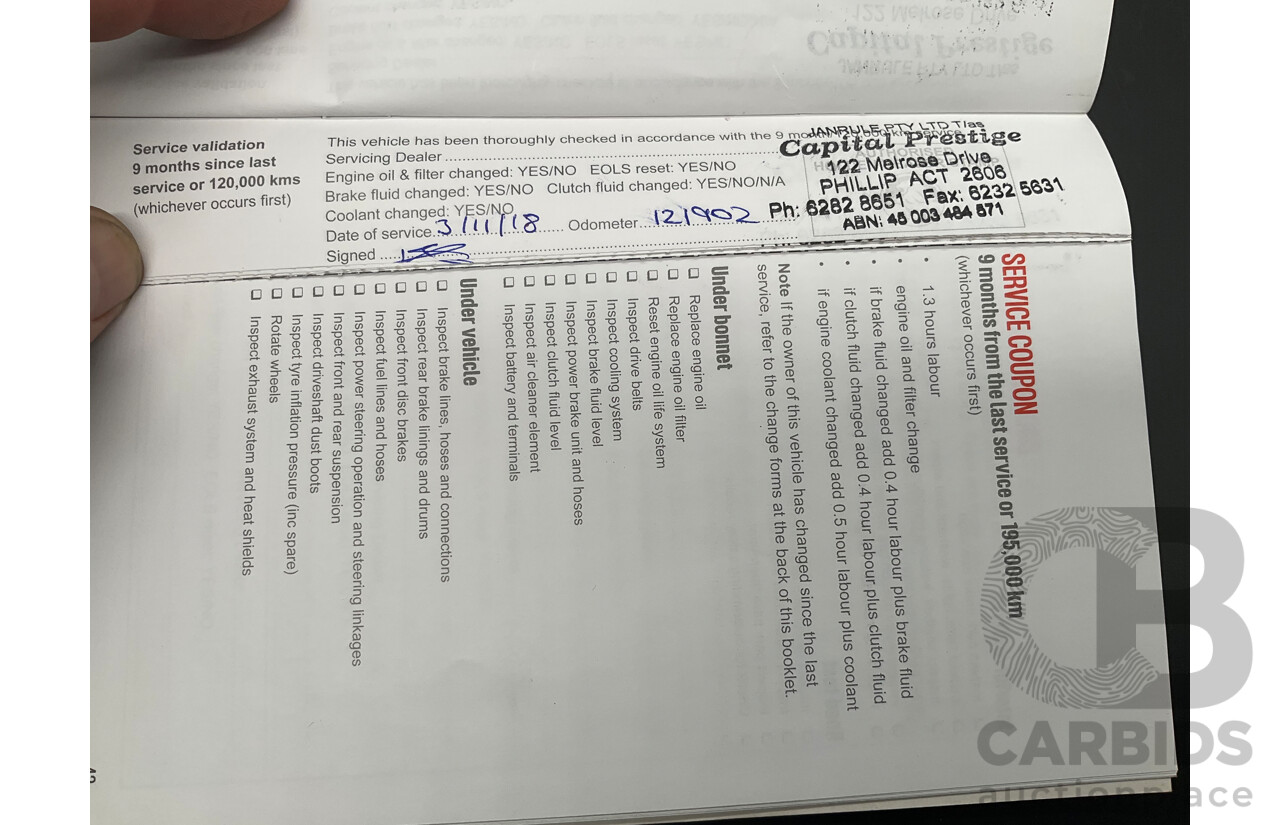 Service validation
9 months since last
service or 120,000 kms
(whichever occurs first)
This vehicle has been thoroughly checked in accordance with the 9
Servicing Dealer
Engine oil & filter changed: YES/NO EOLS reset: YES/NO
Brake fluid changed: YES/NO Clutch fluid changed: YES/NO/N/A
Coolant changed: YES/NO
Date of service 3/11/18 Odometer 121902
Signed
JANRULE PTY LTD T/as
Capital Prestige
122 Melrose Drive
PHILLIP ACT 2606
Ph: 6282 8651 Fax: 6232 5631
ABN: 45 003 484 571
SERVICE COUPON
9 months from the last service or 195,000 km
(whichever occurs first)
• 1.3 hours labour
• engine oil and filter change
• if brake fluid changed add 0.4 hour labour plus brake fluid
• if clutch fluid changed add 0.4 hour labour plus clutch fluid
• if engine coolant changed add 0.5 hour labour plus coolant
Note If the owner of this vehicle has changed since the last
service, refer to the change forms at the back of this booklet.
Under bonnet
☐ Replace engine oil
☐ Replace engine oil filter
☐ Reset engine oil life system
☐ Inspect drive belts
☐ Inspect cooling system
☐ Inspect brake fluid level
☐ Inspect power brake unit and hoses
☐ Inspect clutch fluid level
☐ Inspect air cleaner element
☐ Inspect battery and terminals
Under vehicle
☐ Inspect brake lines, hoses and connections
☐ Inspect rear brake linings and drums
☐ Inspect front disc brakes
☐ Inspect fuel lines and hoses
☐ Inspect power steering operation and steering linkages
☐ Inspect front and rear suspension
☐ Inspect driveshaft dust boots
☐ Inspect tyre inflation pressure (inc spare)
☐ Rotate wheels
☐ Inspect exhaust system and heat shields
CARBIDS
auctionplace